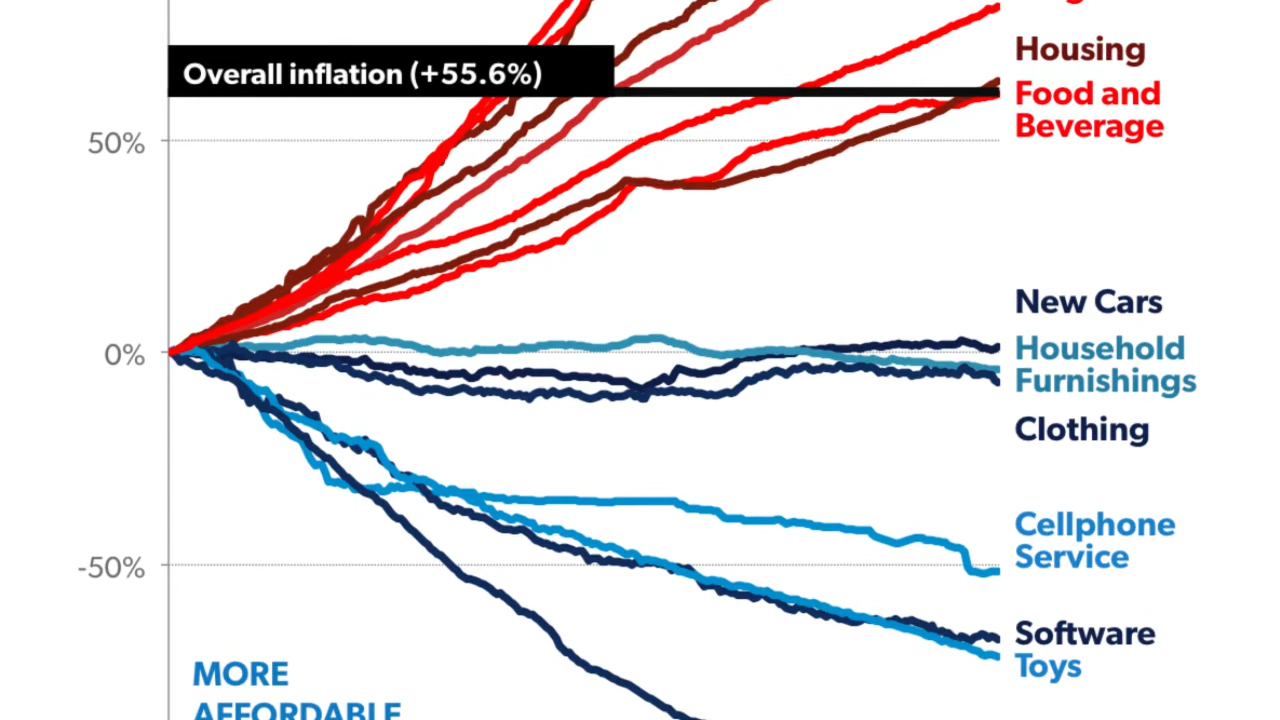 Housing
Overall inflation (+55.6%)
Food and
Beverage
50%
New Cars
0%
Household
Furnishings
Clothing
Cellphone
Service
-50%
Software
Toys
MORE
AFFORDABLE